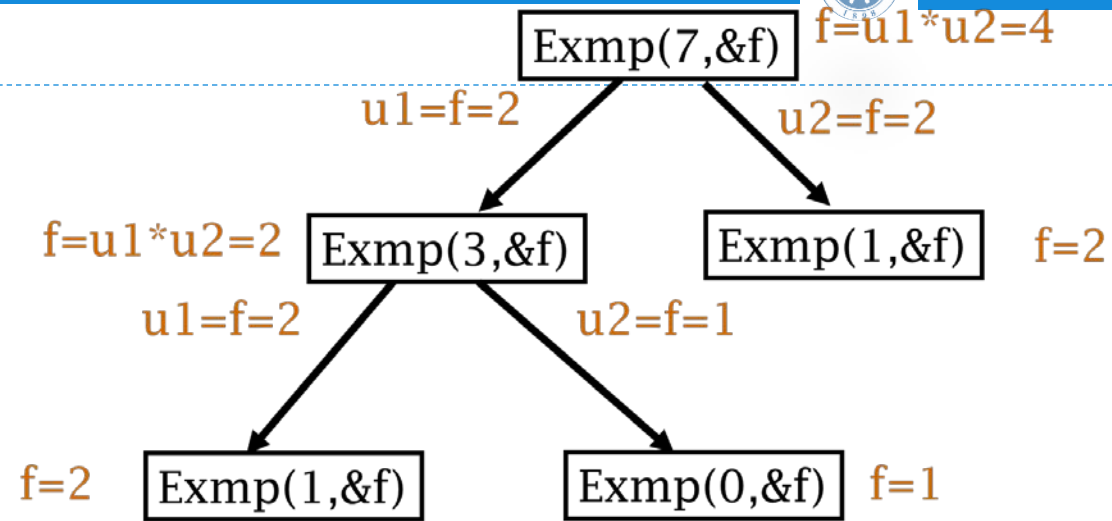 Exmp(7,&f) f=u1*u2=4
u1=f=2 u2=f=2
f=u1*u2=2 Exmp(3,&f) Exmp(1,&f) f=2
u1=f=2 u2=f=1
f=2 Exmp(1,&f) Exmp(0,&f) f=1